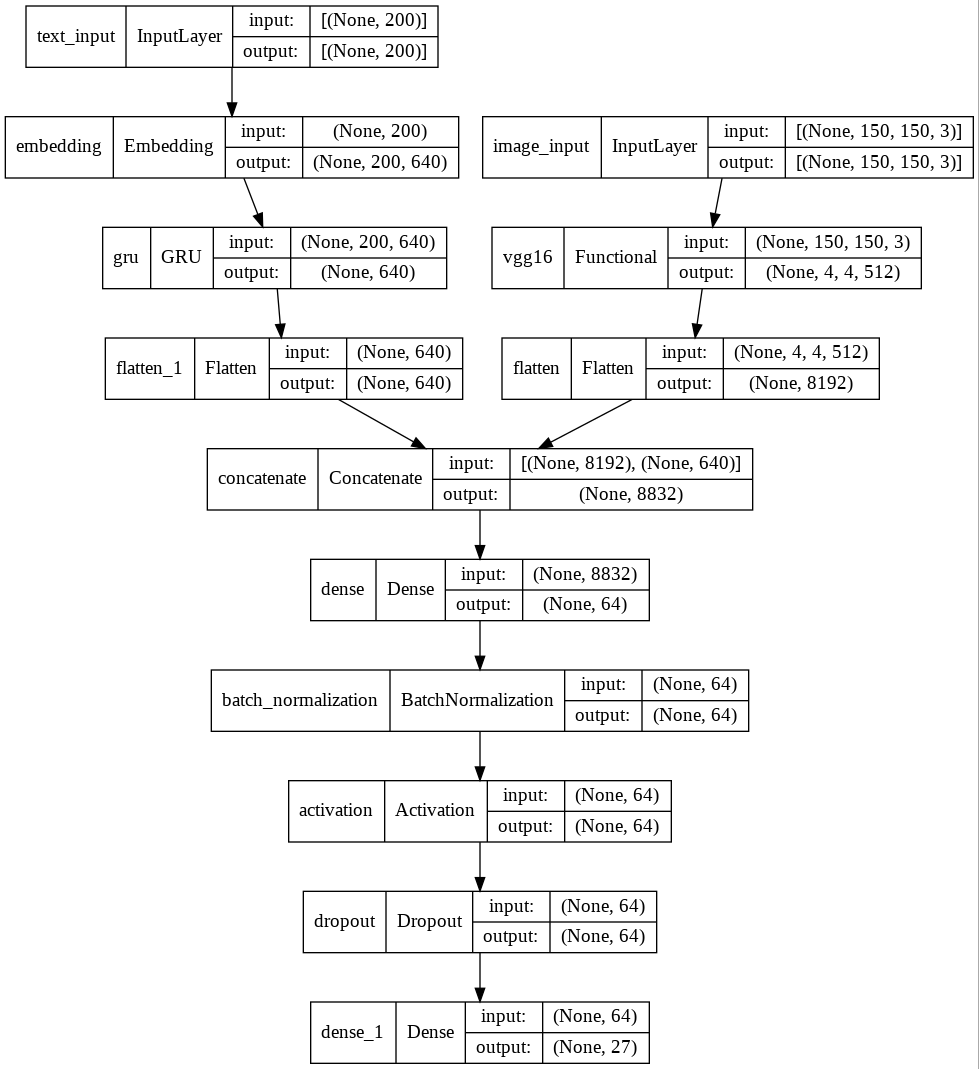 text_input InputLayer input: [(None, 200)]
output: [(None, 200)]
embedding Embedding input: (None, 200)
output: (None, 200, 640)
image_input InputLayer input: [(None, 150, 150, 3)]
output: [(None, 150, 150, 3)]
gru GRU input: (None, 200, 640)
output: (None, 640)
vgg16 Functional input: (None, 150, 150, 3)
output: (None, 4, 4, 512)
flatten_1 Flatten input: (None, 640)
output: (None, 640)
flatten Flatten input: (None, 4, 4, 512)
output: (None, 8192)
concatenate Concatenate input: [(None, 8192), (None, 640)]
output: (None, 8832)
dense Dense input: (None, 8832)
output: (None, 64)
batch_normalization BatchNormalization input: (None, 64)
output: (None, 64)
activation Activation input: (None, 64)
output: (None, 64)
dropout Dropout input: (None, 64)
output: (None, 64)
dense_1 Dense input: (None, 64)
output: (None, 27)